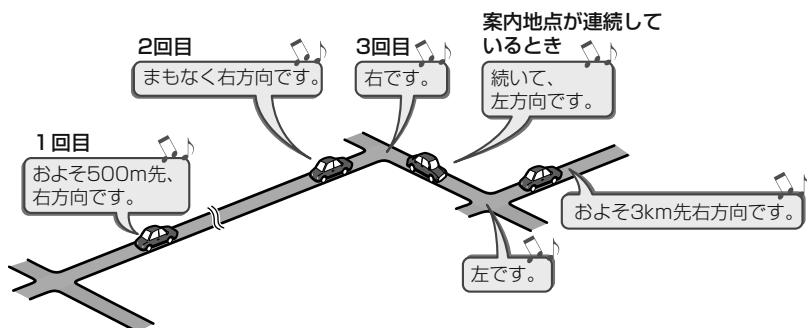 1回目
およそ500m先、
右方向です。
2回目
まもなく右方向です。
3回目
右です。
案内地点が連続して
いるとき
続いて、
左方向です。
左です。
およそ3km先右方向です。